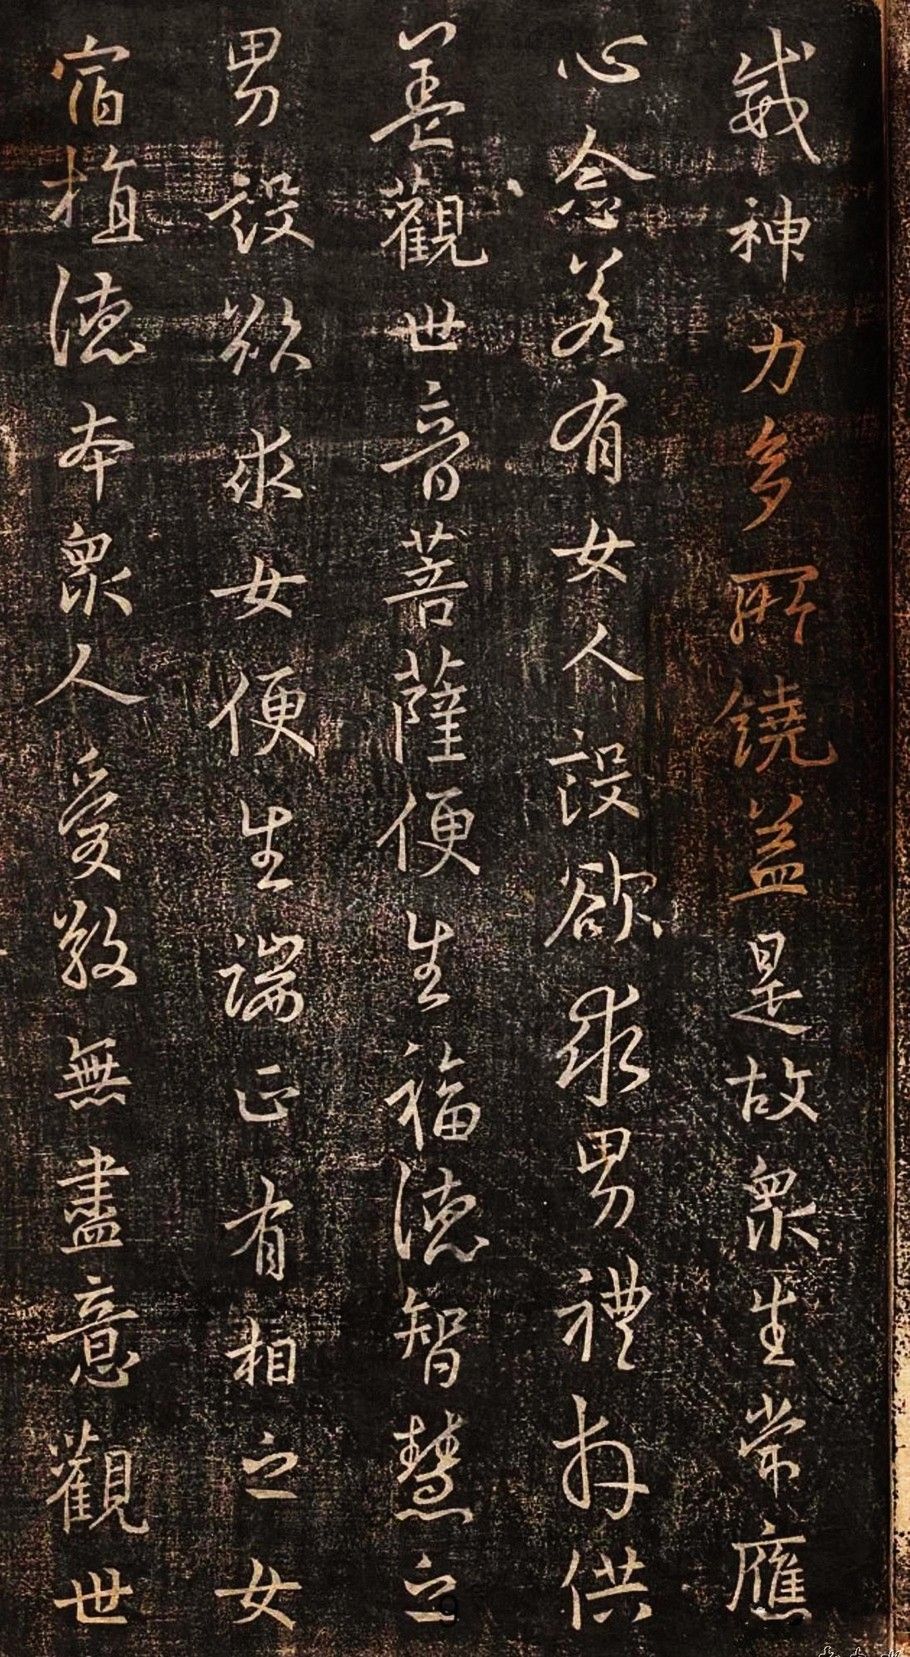 威神力多所饒益是故眾生常應
心念若有女人設欲求男禮拜供
養觀世音菩薩便生福德智慧之
男設欲求女便生端正有相之女
宿植德本眾人愛敬無盡意觀世
9